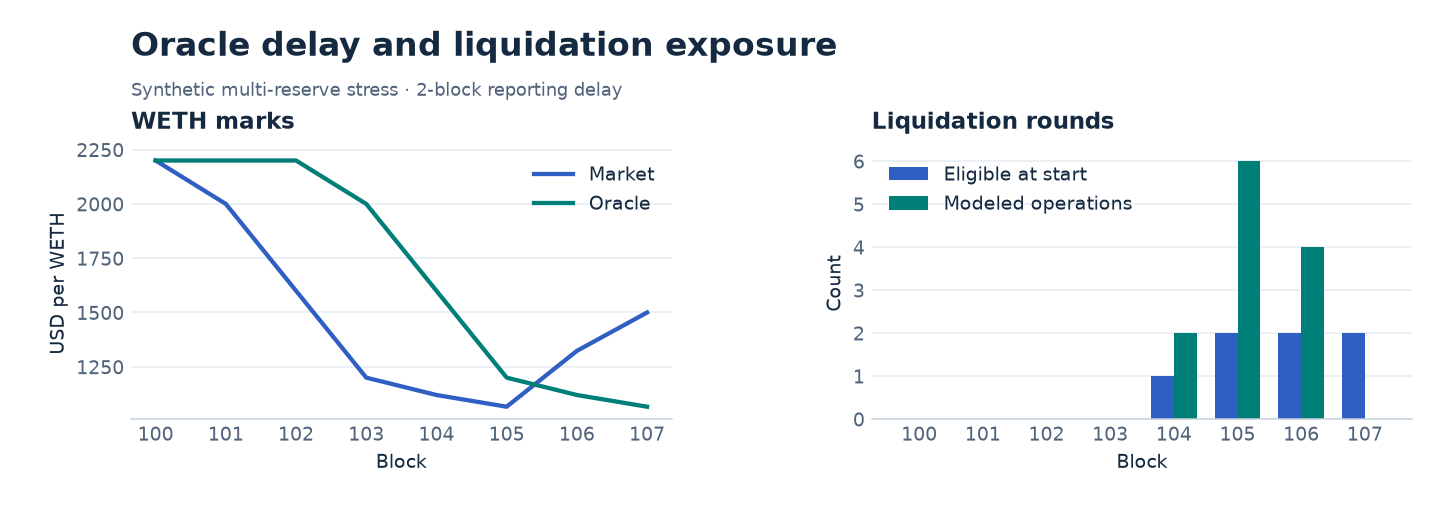 Oracle delay and liquidation exposure
Synthetic multi-reserve stress · 2-block reporting delay
WETH marks
2250
2000
1750
1500
1250
USD per WETH
Market
Oracle
100 101 102 103 104 105 106 107
Block
Liquidation rounds
6
5
4
3
2
1
0
Count
Eligible at start
Modeled operations
100 101 102 103 104 105 106 107
Block